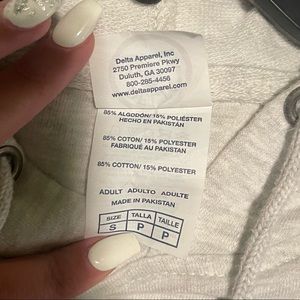 Delta Apparel, Inc
2750 Premiere Pkwy
Duluth, GA 30097
800-285-4456
www.deltaapparel.com
85% ALGODÓN/ 15% POLIÉSTER
HECHO EN PAKISTÁN
85% COTON/ 15% POLYESTER
FABRIQUÉ AU PAKISTAN
85% COTTON/ 15% POLYESTER
ADULT ADULTO ADULTE
MADE IN PAKISTAN
SIZE TALLA TAILLE
S P P